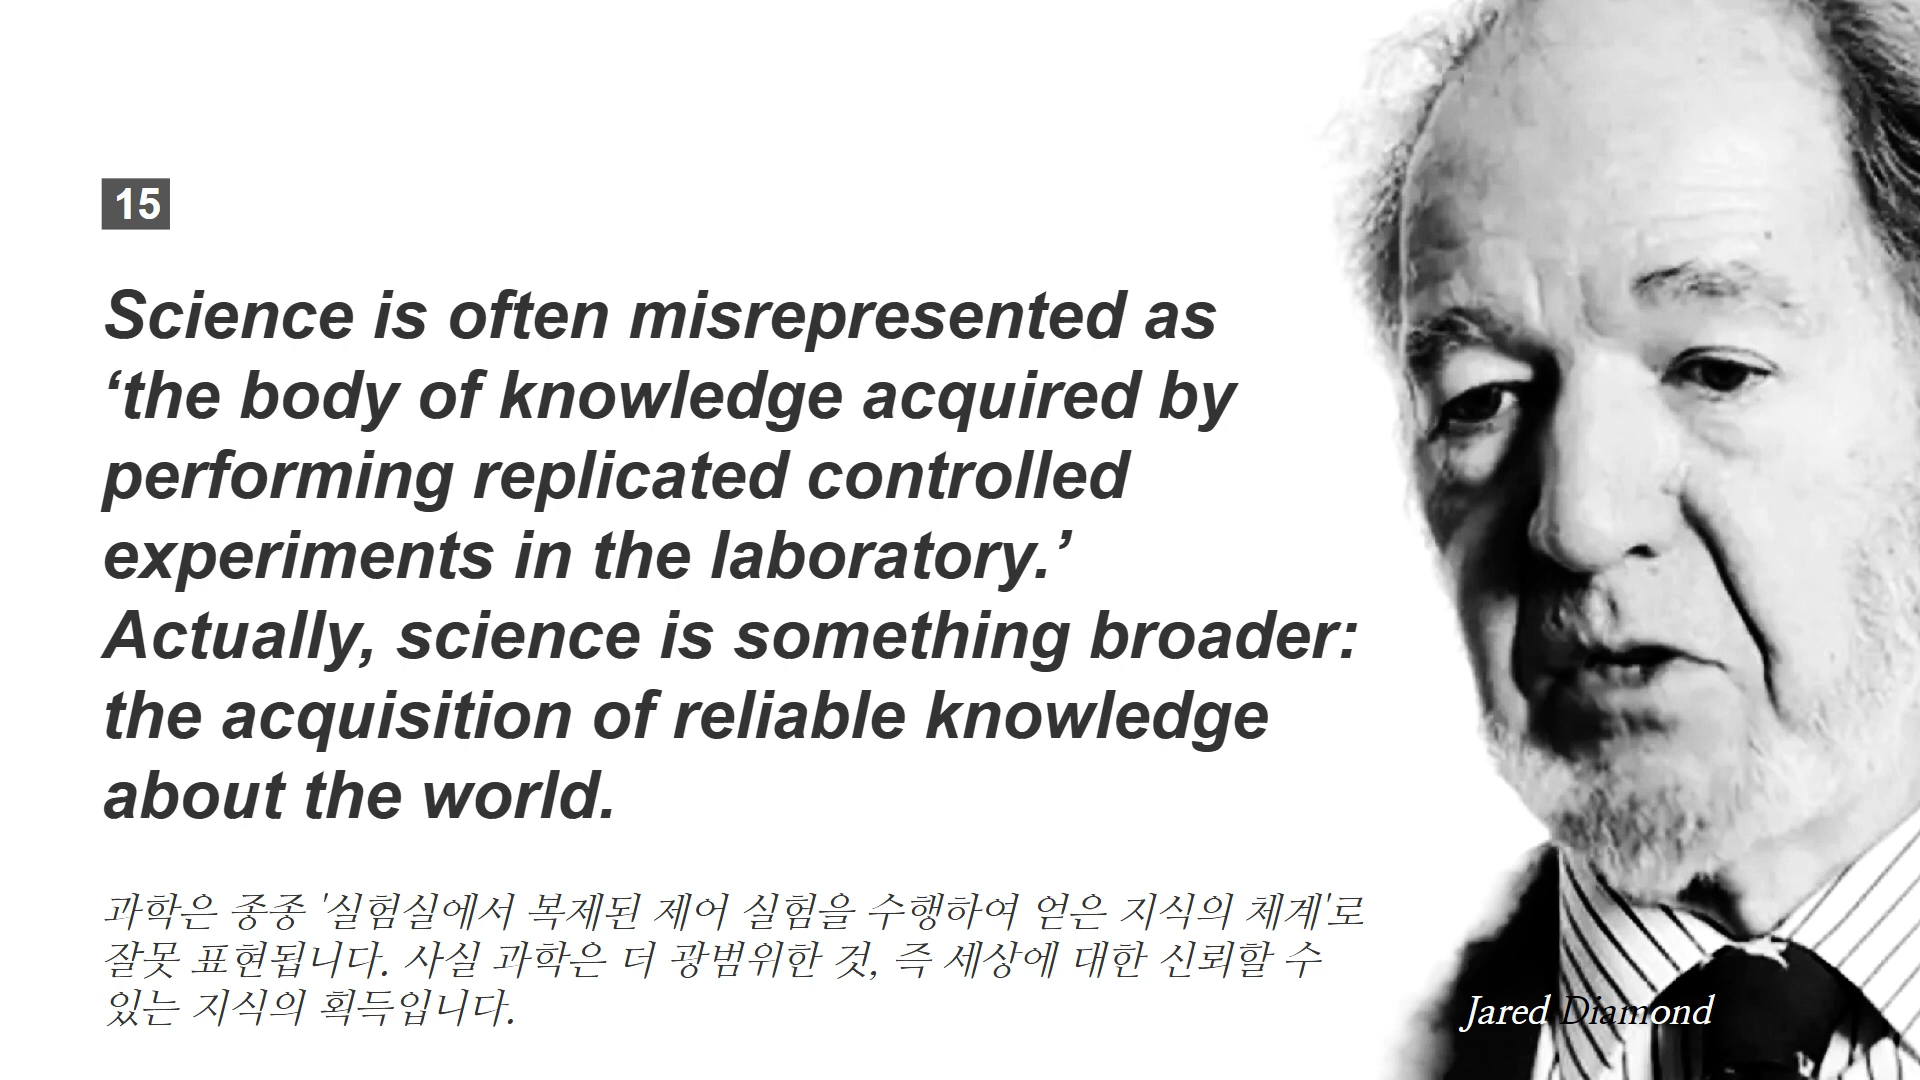 15
Science is often misrepresented as
‘the body of knowledge acquired by
performing replicated controlled
experiments in the laboratory.’
Actually, science is something broader:
the acquisition of reliable knowledge
about the world.
과학은 종종 '실험실에서 복제된 제어 실험을 수행하여 얻은 지식의 체계'로
잘못 표현됩니다. 사실 과학은 더 광범위한 것, 즉 세상에 대한 신뢰할 수
있는 지식의 획득입니다.
Jared Diamond